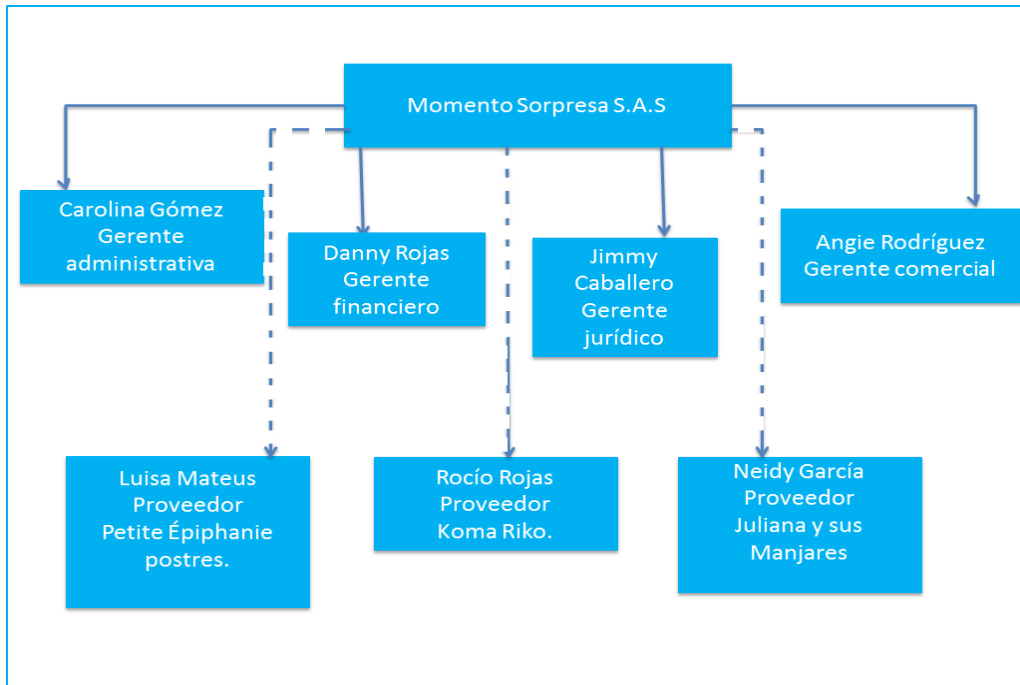 Momento Sorpresa S.A.S
Carolina Gómez
Gerente
administrativa
Danny Rojas
Gerente
financiero
Jimmy
Caballero
Gerente
jurídico
Angie Rodríguez
Gerente comercial
Luisa Mateus
Proveedor
Petite Épiphanie
postres.
Rocío Rojas
Proveedor
Koma Riko.
Neidy García
Proveedor
Juliana y sus
Manjares